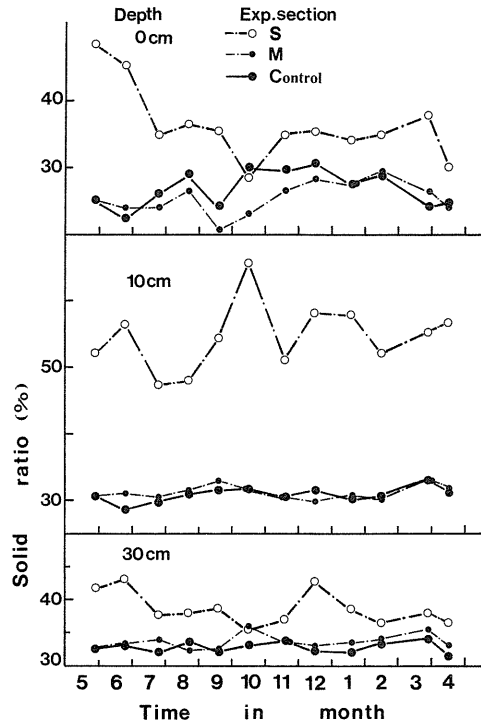 Depth Exp.section
0cm S
M
Control
40
30
10cm
50
30
30cm
40
30
Solid ratio (%)
5 6 7 8 9 10 11 12 1 2 3 4
Time in month